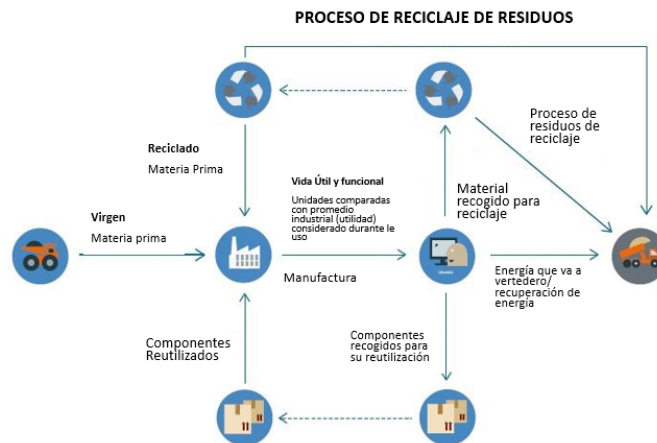 PROCESO DE RECICLAJE DE RESIDUOS
Proceso de
residuos de
reciclaje
Reciclado
Materia Prima
Vida Útil y funcional
Unidades comparadas
con promedio
industrial (utilidad)
considerado durante le
uso
Material
recogido para
reciclaje
Virgen
Materia prima
Manufactura
Energía que va a
vertedero/
recuperación de
energía
Componentes
Reutilizados
Componentes
recogidos para
su reutilización